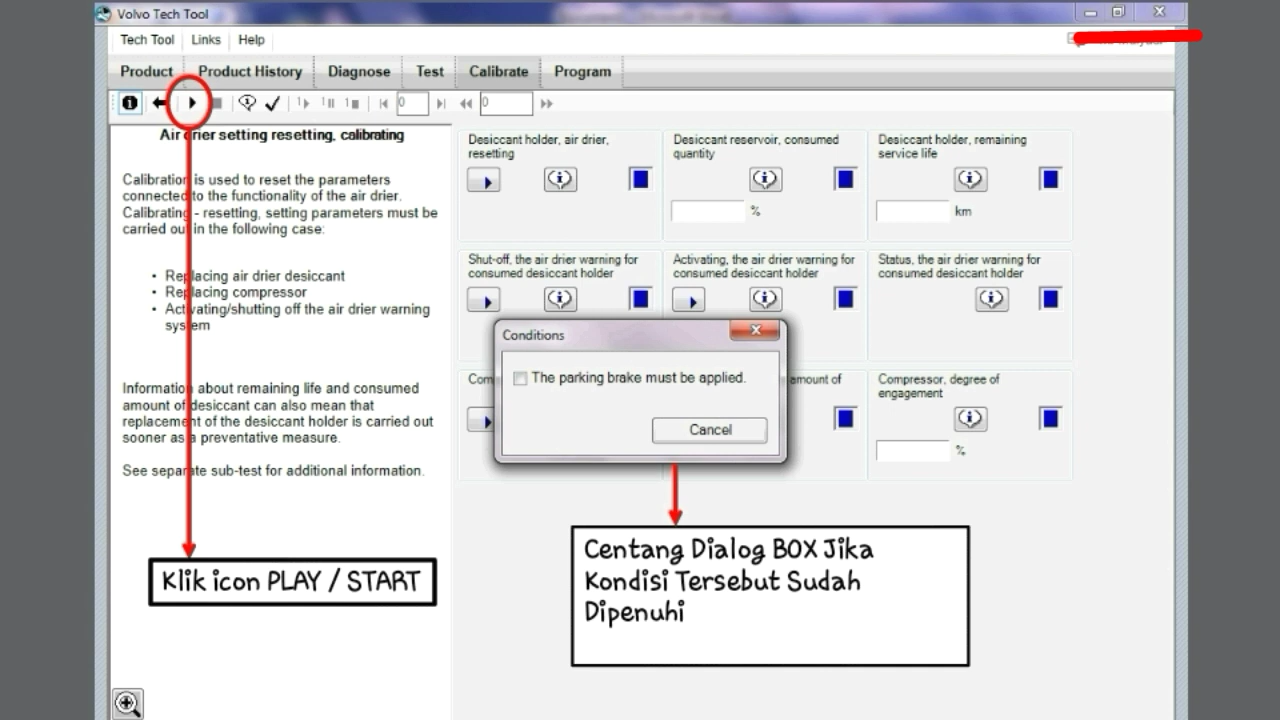 Volvo Tech Tool
Tech Tool Links Help
Product Product History Diagnose Test Calibrate Program
0 0
Air drier setting resetting, calibrating
Calibration is used to reset the parameters
connected to the functionality of the air drier.
Calibrating - resetting, setting parameters must be
carried out in the following case:
• Replacing air drier desiccant
• Replacing compressor
• Activating/shutting off the air drier warning
system
Information about remaining life and consumed
amount of desiccant can also mean that
replacement of the desiccant holder is carried out
sooner as a preventative measure.
See separate sub-test for additional information.
Desiccant holder, air drier,
resetting
Desiccant reservoir, consumed
quantity
%
Desiccant holder, remaining
service life
km
Shut-off, the air drier warning for
consumed desiccant holder
Activating, the air drier warning for
consumed desiccant holder
Status, the air drier warning for
consumed desiccant holder
Com
amount of
Compressor, degree of
engagement
%
Conditions
The parking brake must be applied.
Cancel
Klik icon PLAY / START
Centang Dialog BOX Jika
Kondisi Tersebut Sudah
Dipenuhi